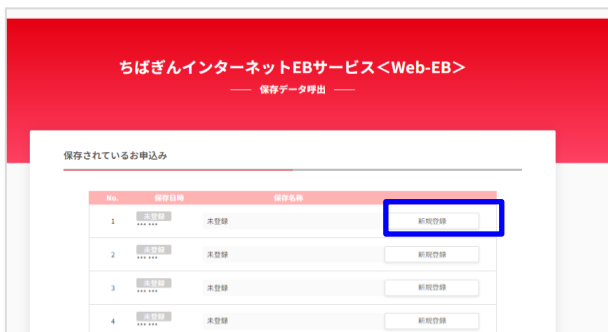 ちばぎんインターネットEBサービス＜Web-EB＞
保存データ呼出
保存されているお申込み
No. 保存日時 保存名称
1 未登録 未登録 新規登録
--- ---
2 未登録 未登録 新規登録
--- ---
3 未登録 未登録 新規登録
--- ---
4 未登録 未登録 新規登録
--- ---